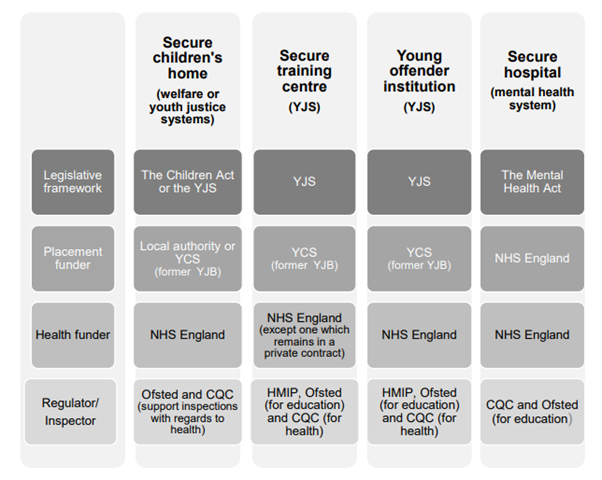 Secure
children's
home
(welfare or
youth justice
systems)
Secure
training
centre
(YJS)
Young
offender
institution
(YJS)
Secure
hospital
(mental health
system)
Legislative
framework
The Children Act
or the YJS
YJS
YJS
The Mental
Health Act
Placement
funder
Local authority or
YCS
(former YJB)
YCS
(former YJB)
YCS
(former YJB)
NHS England
Health funder
NHS England
NHS England
(except one which
remains in a
private contract)
NHS England
NHS England
Regulator/
Inspector
Ofsted and CQC
(support inspections
with regards to
health)
HMIP, Ofsted
(for education)
and CQC (for
health)
HMIP, Ofsted
(for education)
and CQC (for
health)
CQC and Ofsted
(for education)